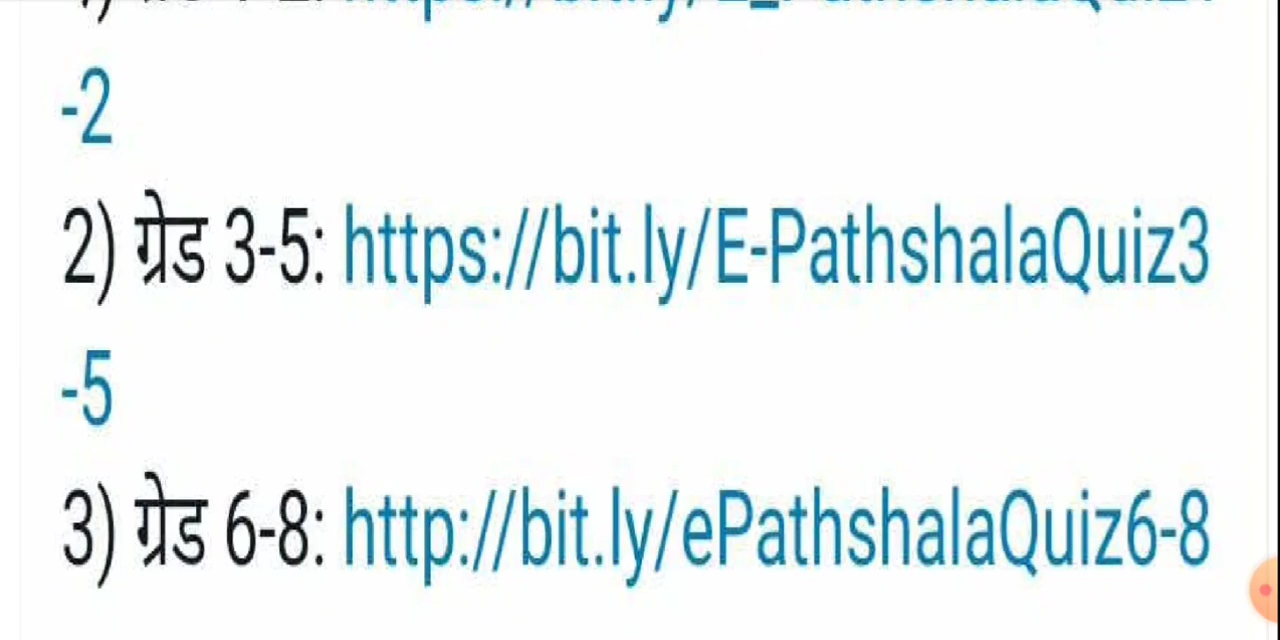 -2
2) ग्रेड 3-5: https://bit.ly/E-PathshalaQuiz3
-5
3) ग्रेड 6-8: http://bit.ly/ePathshalaQuiz6-8